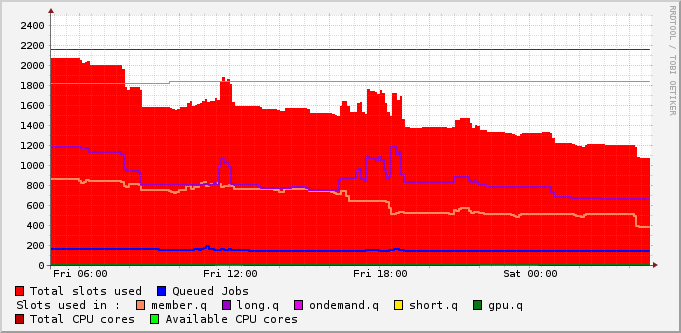 2400
2200
2000
1800
1600
1400
1200
1000
800
600
400
200
0
Fri 06:00 Fri 12:00 Fri 18:00 Sat 00:00
Total slots used Queued Jobs
Slots used in : member.q long.q ondemand.q short.q gpu.q
Total CPU cores Available CPU cores
RRDTOOL / TOBI OETIKER